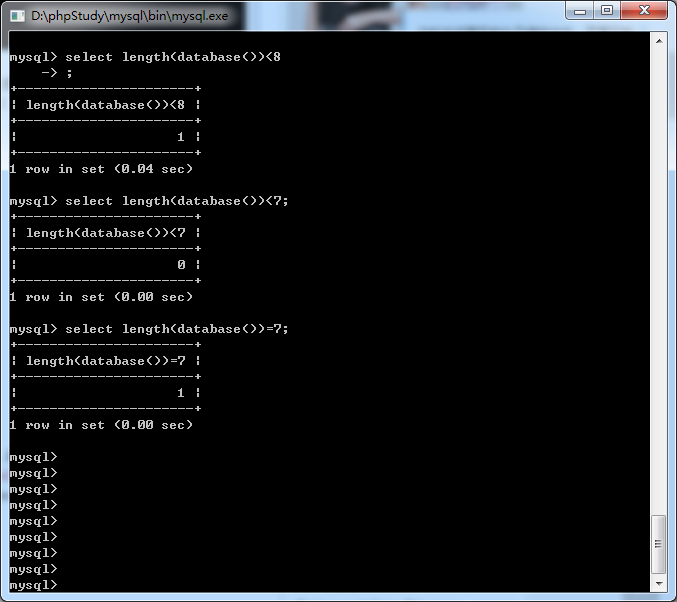 D:\phpStudy\mysql\bin\mysql.exe
mysql> select length(database())<8
    -> ;
+----------------------+
| length(database())<8 |
+----------------------+
|                    1 |
+----------------------+
1 row in set (0.04 sec)
mysql> select length(database())<7;
+----------------------+
| length(database())<7 |
+----------------------+
|                    0 |
+----------------------+
1 row in set (0.00 sec)
mysql> select length(database())=7;
+----------------------+
| length(database())=7 |
+----------------------+
|                    1 |
+----------------------+
1 row in set (0.00 sec)
mysql>
mysql>
mysql>
mysql>
mysql>
mysql>
mysql>
mysql>
mysql>